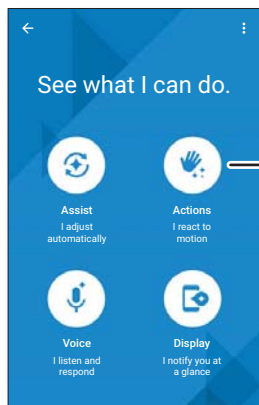 See what I can do.
Assist
I adjust
automatically
Actions
I react to
motion
Voice
I listen and
respond
Display
I notify you at
a glance